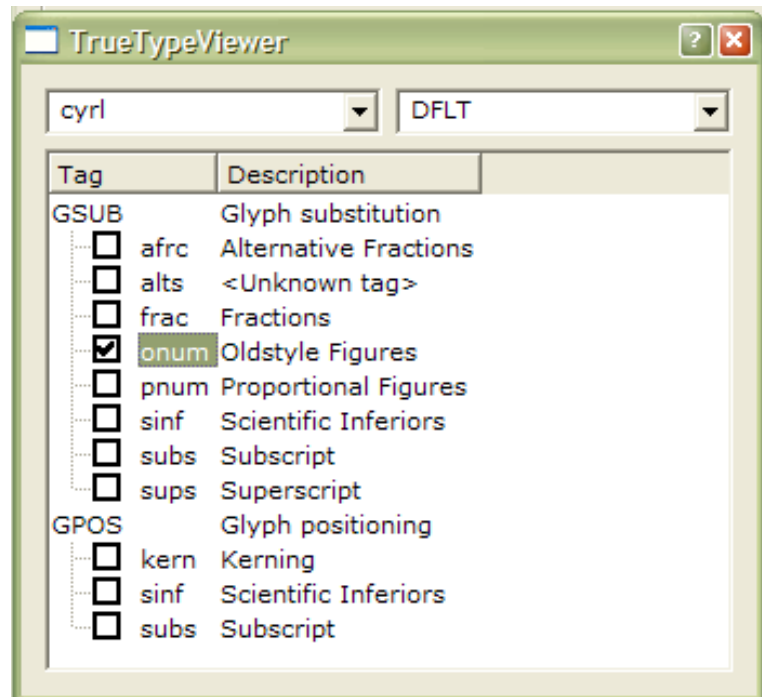 TrueTypeViewer
cyrl DFLT
Tag Description
GSUB Glyph substitution
afrc Alternative Fractions
alts <Unknown tag>
frac Fractions
onum Oldstyle Figures
pnum Proportional Figures
sinf Scientific Inferiors
subs Subscript
sups Superscript
GPOS Glyph positioning
kern Kerning
sinf Scientific Inferiors
subs Subscript